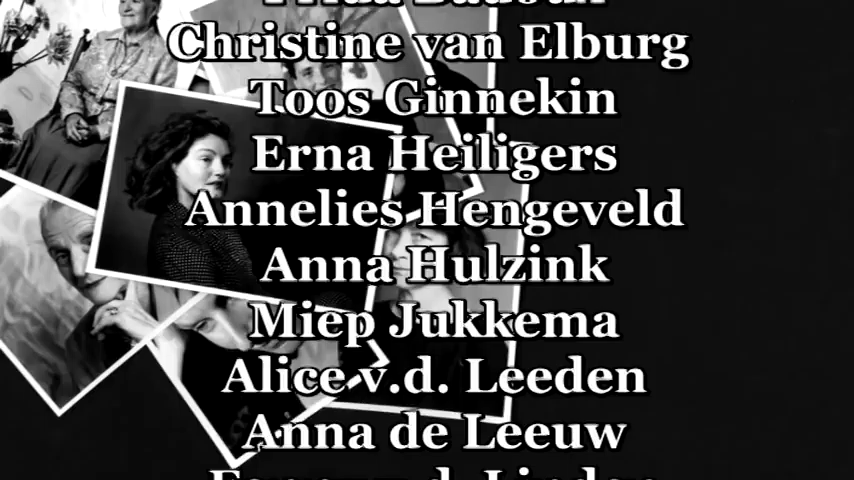 Christine van Elburg
Toos Ginnekin
Erna Heiligers
Annelies Hengeveld
Anna Hulzink
Miep Jukkema
Alice v.d. Leeden
Anna de Leeuw